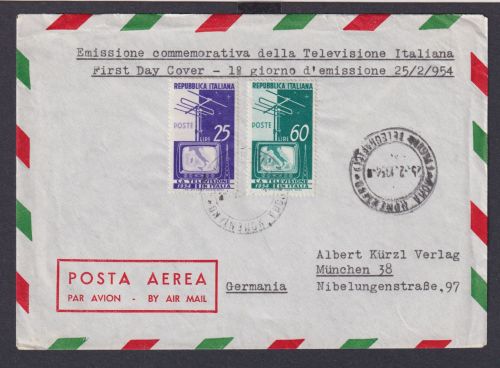 Emissione commemorativa della Televisione Italiana
First Day Cover - 1º giorno d'emissione 25/2/954
REPUBBLICA ITALIANA
POSTE
LIRE 25
LA TELEVISIONE
1954 IN ITALIA
REPUBBLICA ITALIANA
POSTE
LIRE 60
LA TELEVISIONE
1954 IN ITALIA
POSTA AEREA
PAR AVION - BY AIR MAIL
Albert Kürzl Verlag
München 38
Germania Nibelungenstraße,97